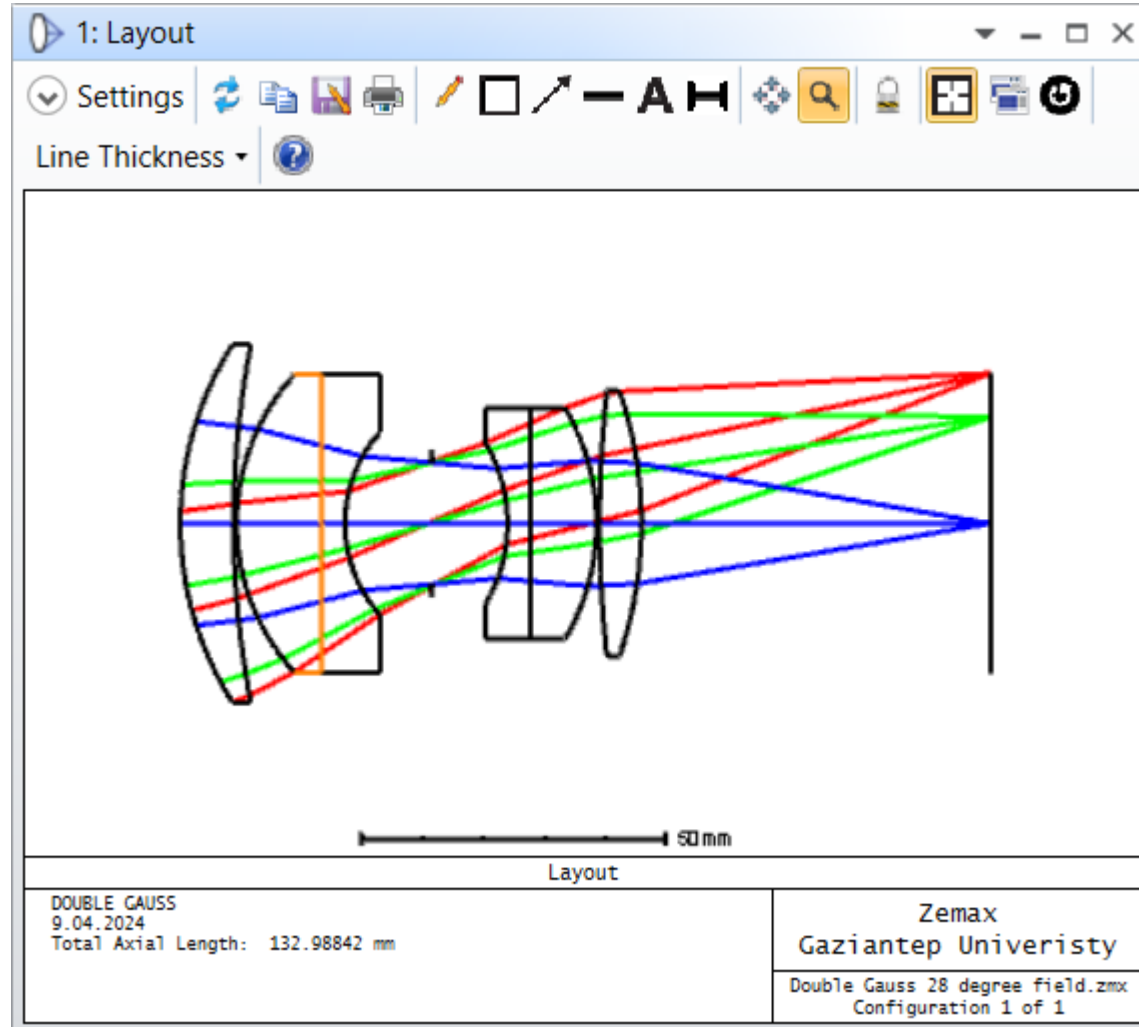 1: Layout
Settings
A
Line Thickness
?
50 mm
Layout
DOUBLE GAUSS
9.04.2024
Total Axial Length: 132.98842 mm
Zemax
Gaziantep Univeristy
Double Gauss 28 degree field.zmx
Configuration 1 of 1